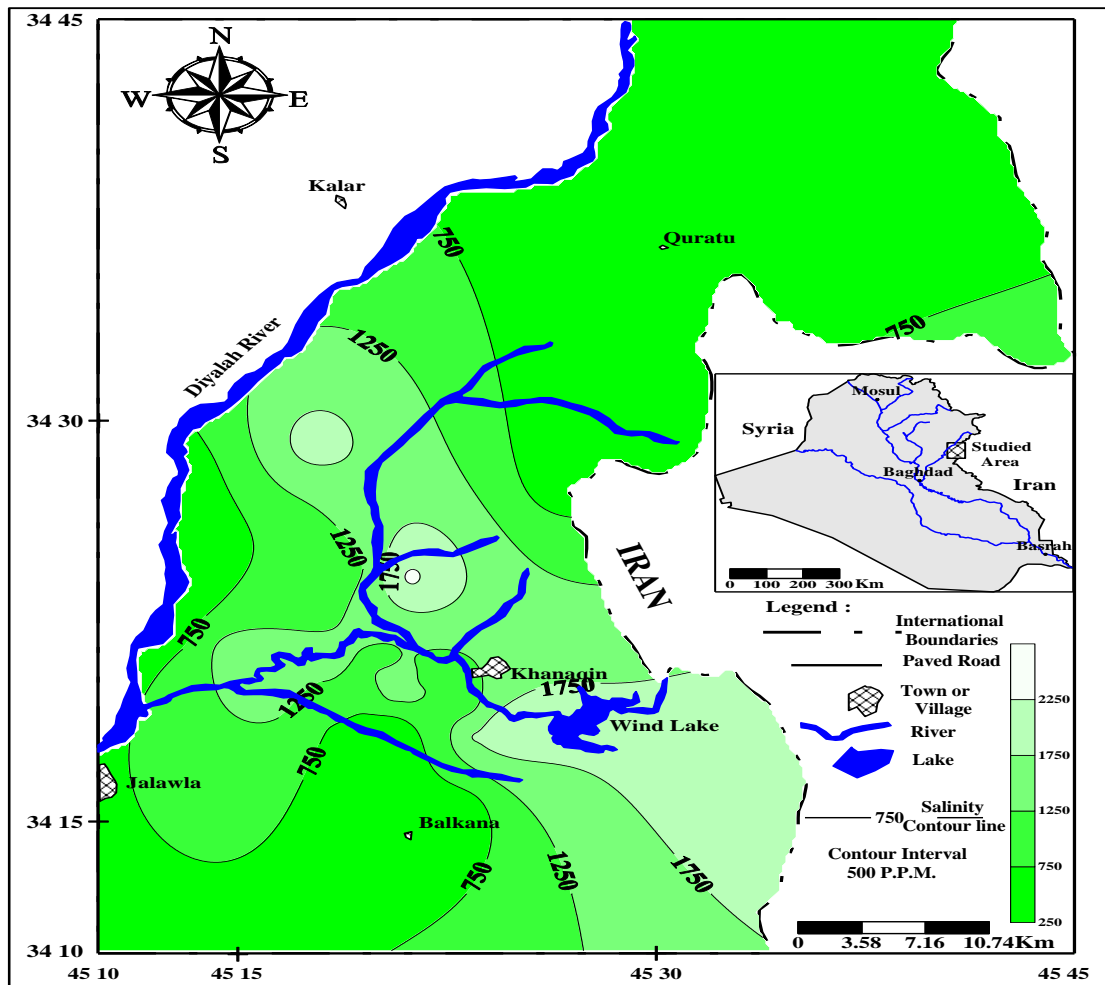 34 45
N
W
E
S
Kalar
Quratu
750
750
1250
Diyalah River
34 30
Mosul
Syria
Studied
Area
Baghdad
Iran
Basrah
0 100 200 300 Km
1250
1750
IRAN
Legend :
International
Boundaries
Paved Road
750
Khanaqin
1750
Town or
Village
1250
Wind Lake
River
2250
750
Lake
1750
Jalawla
34 15
Balkana
750 Salinity
Contour line
1250
750
1250
1750
Contour Interval
500 P.P.M.
750
250
34 10
0 3.58 7.16 10.74Km
45 10
45 15
45 30
45 45